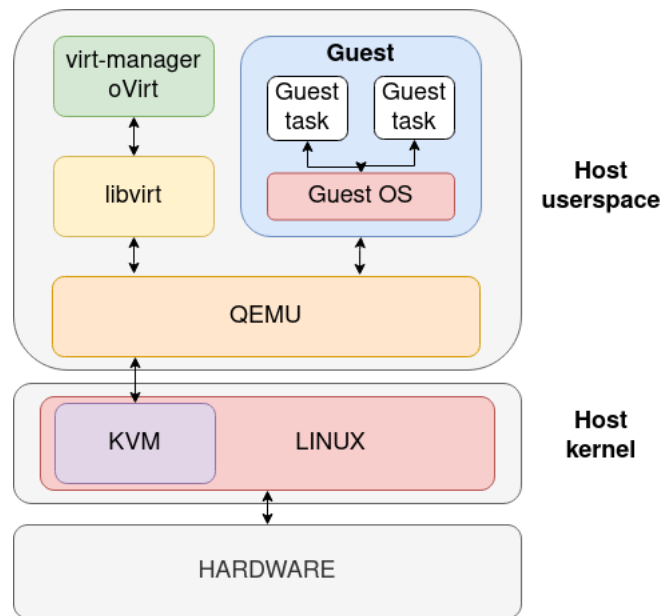 virt-manager
oVirt
Guest
Guest
task
Guest
task
libvirt
Guest OS
Host
userspace
QEMU
KVM
LINUX
Host
kernel
HARDWARE